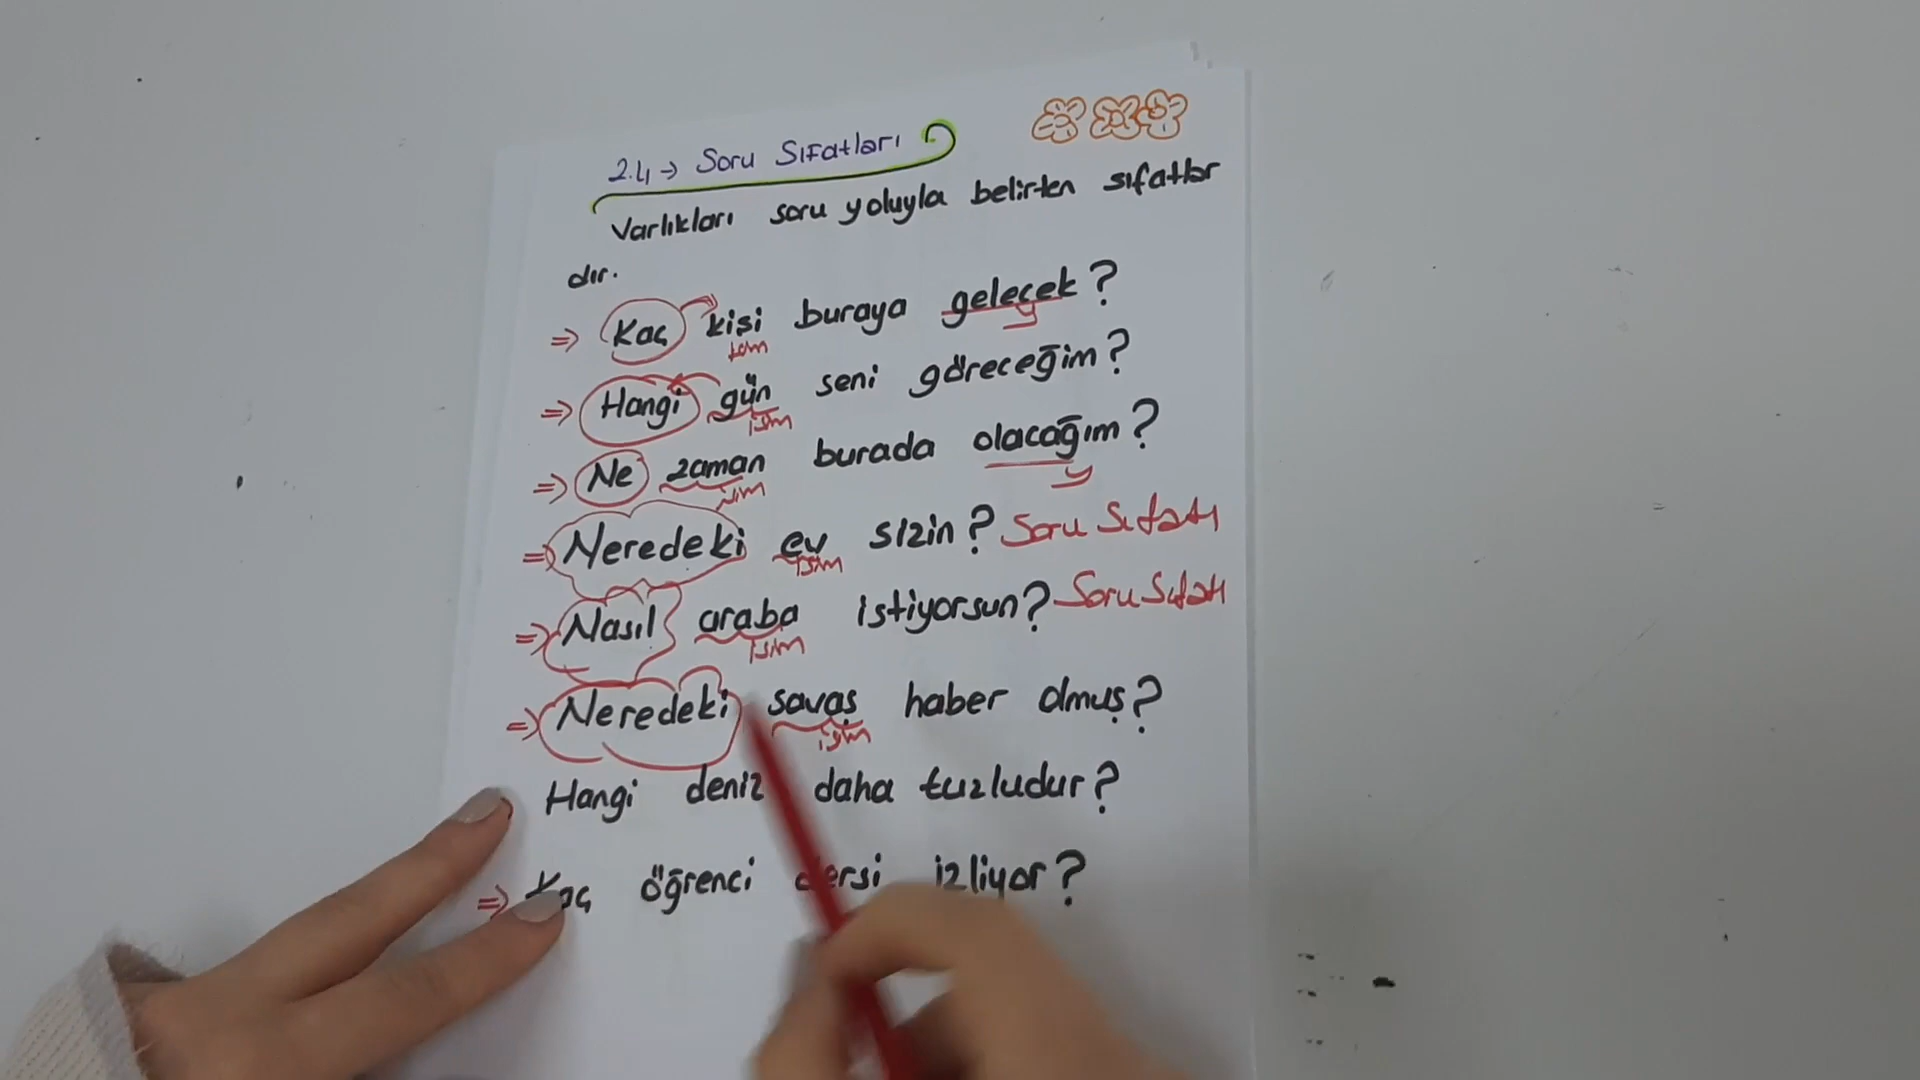 2.4 → Soru Sıfatları
Varlıkları soru yoluyla belirten sıfatlar
dır.
⇒ Kaç kişi buraya gelecek?
isim y
⇒ Hangi gün seni göreceğim?
isim
⇒ Ne zaman burada olacağım?
isim y
⇒ Neredeki ev sizin? Soru Sıfatı
isim
⇒ Nasıl araba istiyorsun? Soru Sıfatı
isim
⇒ Neredeki savaş haber olmuş?
isim
Hangi deniz daha tuzludur?
⇒ Kaç öğrenci dersi izliyor?